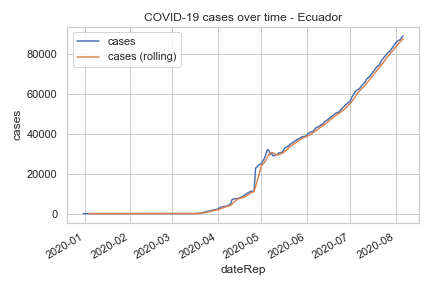 COVID-19 cases over time - Ecuador
cases
cases (rolling)
80000
60000
40000
20000
0
cases
2020-01
2020-02
2020-03
2020-04
2020-05
2020-06
2020-07
2020-08
dateRep